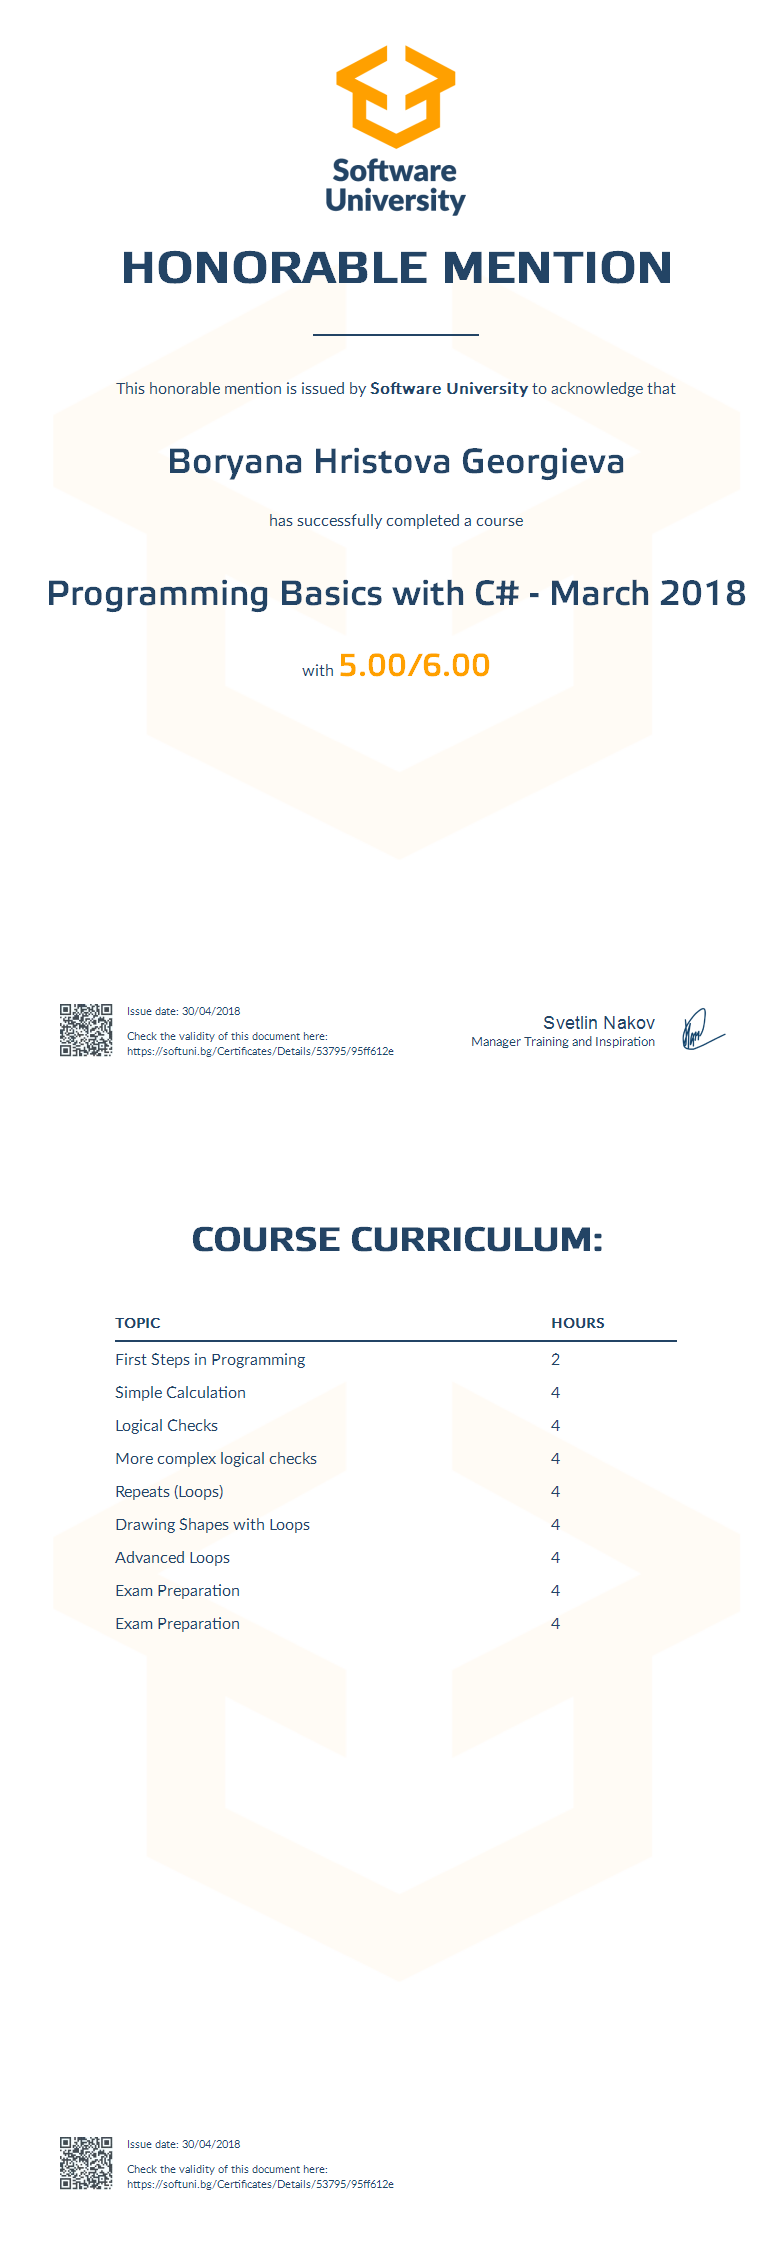 Software
University
HONORABLE MENTION
This honorable mention is issued by Software University to acknowledge that
Boryana Hristova Georgieva
has successfully completed a course
Programming Basics with C# - March 2018
with 5.00/6.00
Issue date: 30/04/2018
Check the validity of this document here:
https://softuni.bg/Certificates/Details/53795/95ff612e
Svetlin Nakov
Manager Training and Inspiration
COURSE CURRICULUM:
TOPIC HOURS
First Steps in Programming 2
Simple Calculation 4
Logical Checks 4
More complex logical checks 4
Repeats (Loops) 4
Drawing Shapes with Loops 4
Advanced Loops 4
Exam Preparation 4
Exam Preparation 4
Issue date: 30/04/2018
Check the validity of this document here:
https://softuni.bg/Certificates/Details/53795/95ff612e